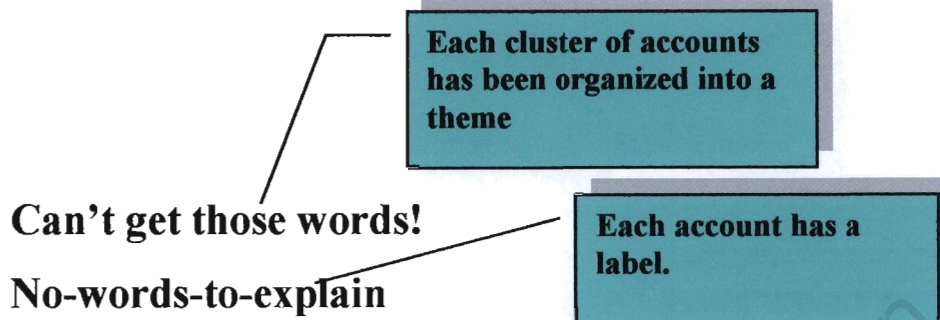 Each cluster of accounts
has been organized into a
theme
Can't get those words!
Each account has a
label.
No-words-to-explain